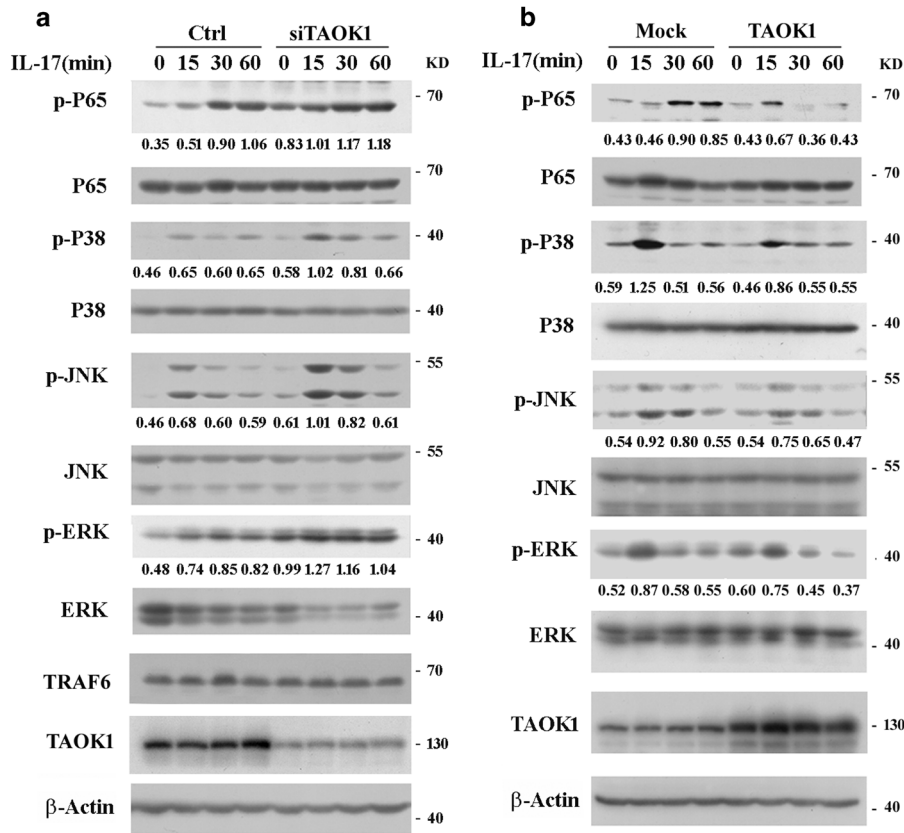 a
Ctrl siTAOK1
IL-17(min) 0 15 30 60 0 15 30 60 KD
p-P65 - 70
0.35 0.51 0.90 1.06 0.83 1.01 1.17 1.18
P65 - 70
p-P38 - 40
0.46 0.65 0.60 0.65 0.58 1.02 0.81 0.66
P38 - 40
p-JNK - 55
0.46 0.68 0.60 0.59 0.61 1.01 0.82 0.61
JNK - 55
p-ERK - 40
0.48 0.74 0.85 0.82 0.99 1.27 1.16 1.04
ERK - 40
TRAF6 - 70
TAOK1 - 130
β-Actin - 40
b
Mock TAOK1
IL-17(min) 0 15 30 60 0 15 30 60 KD
p-P65 - 70
0.43 0.46 0.90 0.85 0.43 0.67 0.36 0.43
P65 - 70
p-P38 - 40
0.59 1.25 0.51 0.56 0.46 0.86 0.55 0.55
P38 - 40
p-JNK - 55
0.54 0.92 0.80 0.55 0.54 0.75 0.65 0.47
JNK - 55
p-ERK - 40
0.52 0.87 0.58 0.55 0.60 0.75 0.45 0.37
ERK - 40
TAOK1 - 130
β-Actin - 40